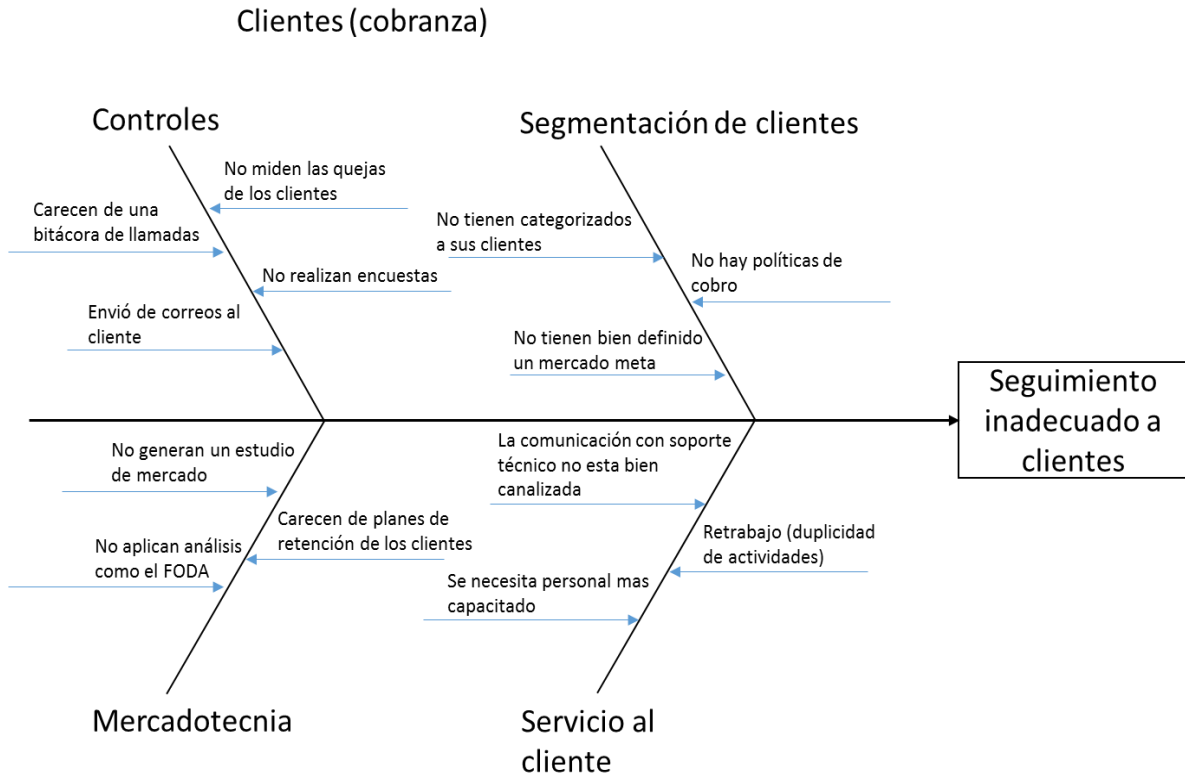 Clientes (cobranza)
Controles
Segmentación de clientes
No miden las quejas
de los clientes
Carecen de una
bitácora de llamadas
No realizan encuestas
Envió de correos al
cliente
No tienen categorizados
a sus clientes
No hay políticas de
cobro
No tienen bien definido
un mercado meta
Seguimiento
inadecuado a
clientes
No generan un estudio
de mercado
Carecen de planes de
retención de los clientes
No aplican análisis
como el FODA
La comunicación con soporte
técnico no esta bien
canalizada
Retrabajo (duplicidad
de actividades)
Se necesita personal mas
capacitado
Mercadotecnia
Servicio al
cliente